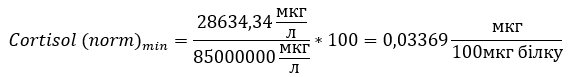 Cortisol (norm)min = 28634,34 мкг/л / 85000000 мкг/л * 100 = 0,03369 мкг/100мкг білку